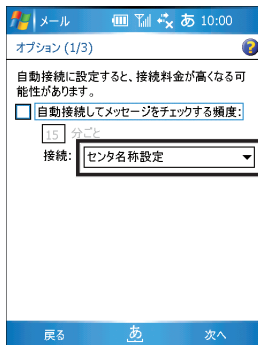 メール あ 10:00
オプション (1/3)
自動接続に設定すると、接続料金が高くなる可
能性があります。
自動接続してメッセージをチェックする頻度:
15 分ごと
接続: センタ名称設定
戻る あ 次へ